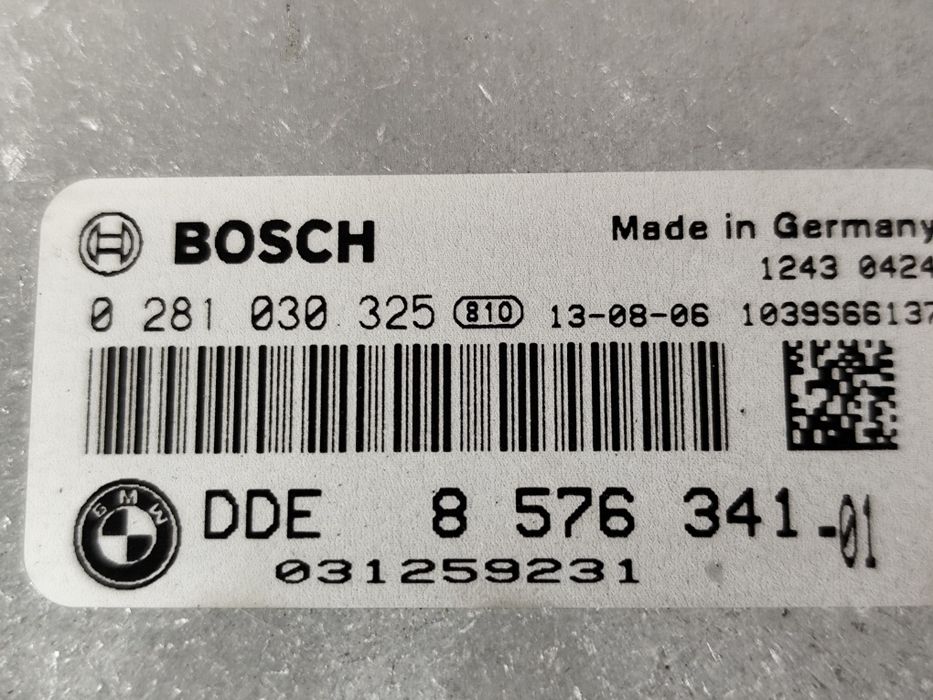 BOSCH
Made in Germany
1243 0424
0 281 030 325 810 13-08-06 1039S66137
BMW
DDE 8 576 341-01
031259231